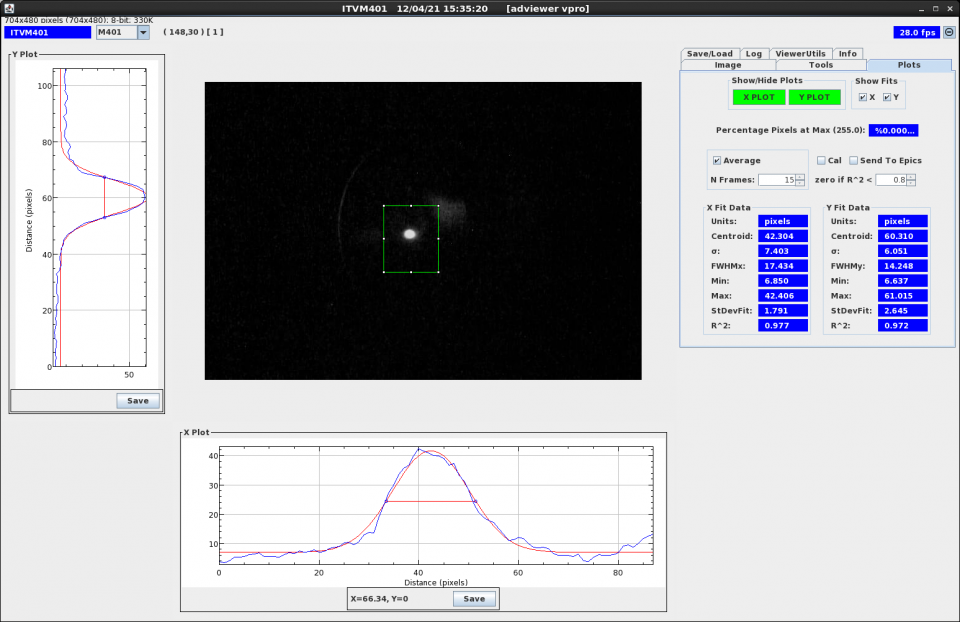 ITVM401 12/04/21 15:35:20 [adviewer vpro]
704x480 pixels (704x480); 8-bit: 330K
ITVM401 M401 ( 148,30 ) [ 1 ] 28.0 fps
Y Plot
100
80
60
40
20
0
50
Distance (pixels)
Save
Save/Load Log ViewerUtils Info
Image Tools Plots
Show/Hide Plots Show Fits
X PLOT Y PLOT X Y
Percentage Pixels at Max (255.0): %0.000...
Average Cal Send To Epics
N Frames: 15 zero if R^2 < 0.8
X Fit Data Y Fit Data
Units: pixels Units: pixels
Centroid: 42.304 Centroid: 60.310
σ: 7.403 σ: 6.051
FWHMx: 17.434 FWHMy: 14.248
Min: 6.850 Min: 6.637
Max: 42.406 Max: 61.015
StDevFit: 1.791 StDevFit: 2.645
R^2: 0.977 R^2: 0.972
X Plot
40
30
20
10
0 20 40 60 80
Distance (pixels)
X=66.34, Y=0 Save